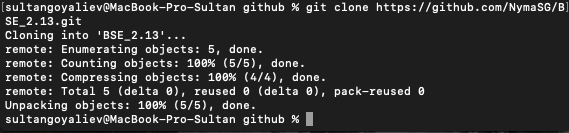 [sultangoyaliev@MacBook-Pro-Sultan github % git clone https://github.com/NymaSG/B]
SE_2.13.git
Cloning into 'BSE_2.13'...
remote: Enumerating objects: 5, done.
remote: Counting objects: 100% (5/5), done.
remote: Compressing objects: 100% (4/4), done.
remote: Total 5 (delta 0), reused 0 (delta 0), pack-reused 0
Unpacking objects: 100% (5/5), done.
sultangoyaliev@MacBook-Pro-Sultan github %